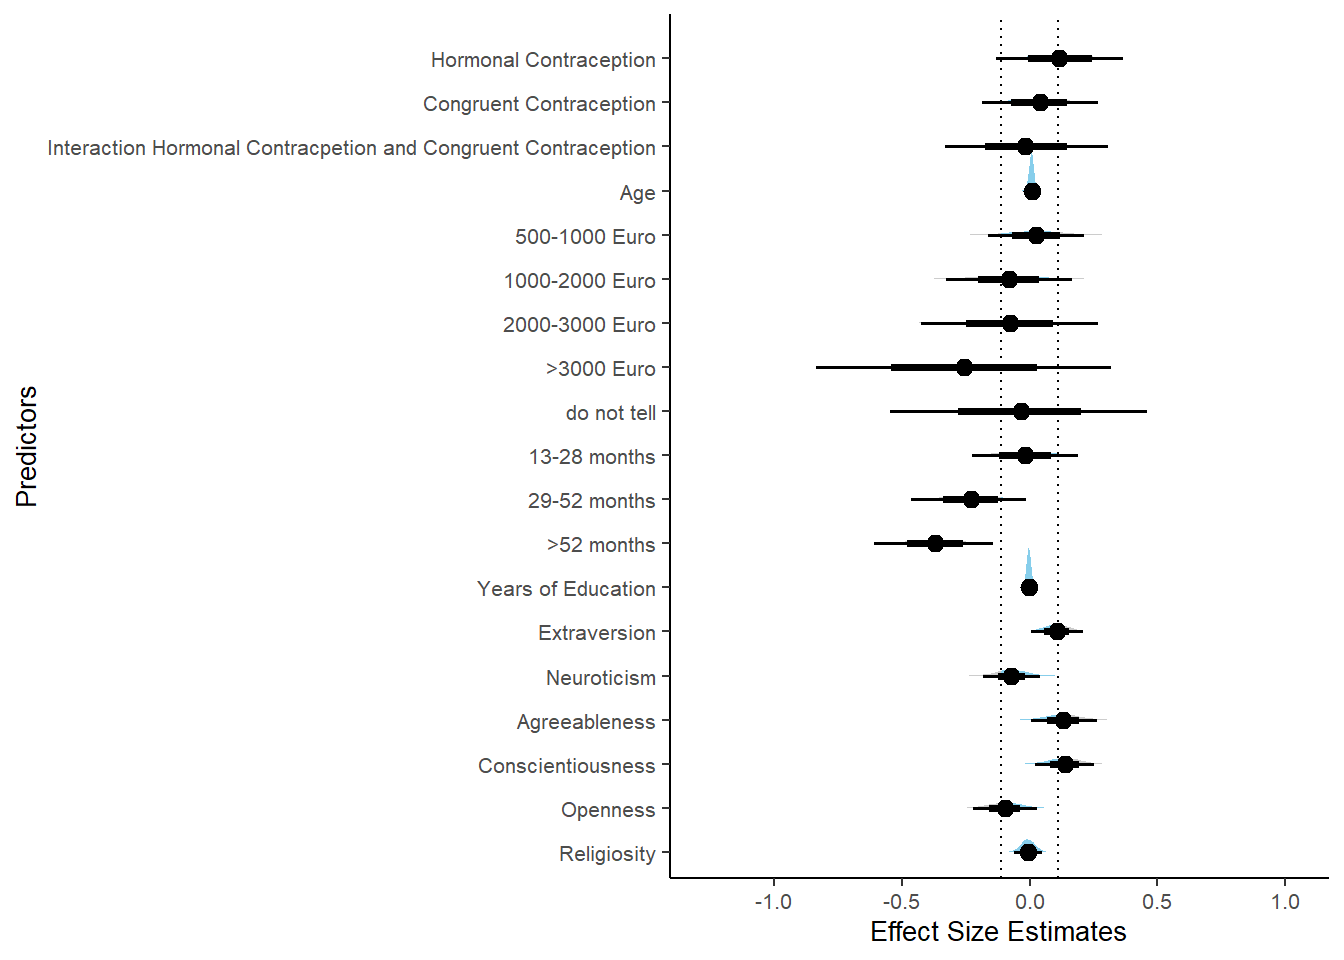 Hormonal Contraception
Congruent Contraception
Interaction Hormonal Contracpetion and Congruent Contraception
Age
500-1000 Euro
1000-2000 Euro
2000-3000 Euro
>3000 Euro
do not tell
13-28 months
29-52 months
>52 months
Years of Education
Extraversion
Neuroticism
Agreeableness
Conscientiousness
Openness
Religiosity
Predictors
-1.0 -0.5 0.0 0.5 1.0
Effect Size Estimates